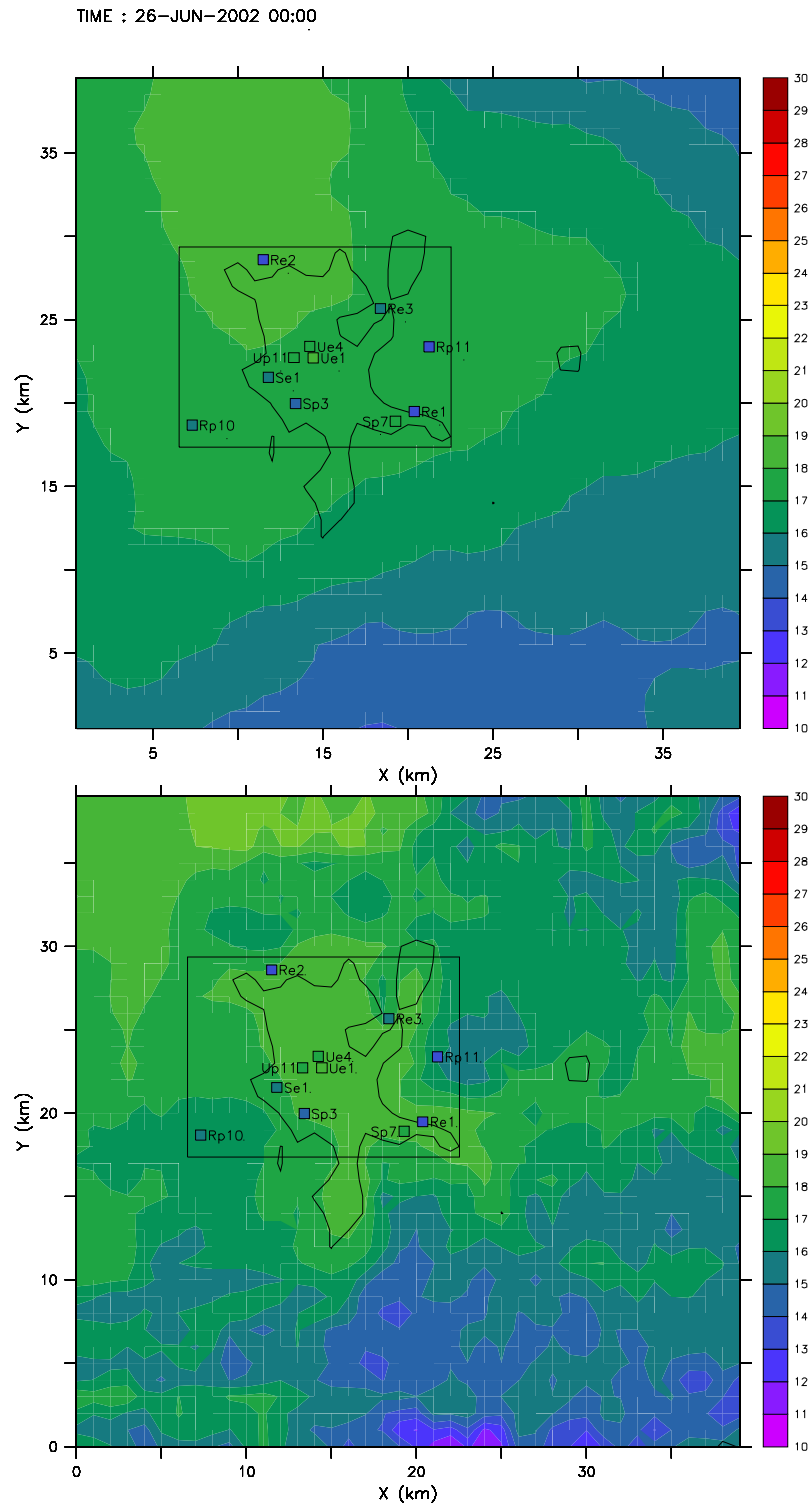 TIME : 26-JUN-2002 00:00
30
29
28
27
26
25
24
23
22
21
20
19
18
17
16
15
14
13
12
11
10
35
25
15
5
Y (km)
Re2
Re3
Ue4
Rp11
Up11
Ue1
Se1
Sp3
Re1
Sp7
Rp10
5
15
25
35
X (km)
30
29
28
27
26
25
24
23
22
21
20
19
18
17
16
15
14
13
12
11
10
30
20
10
0
Y (km)
Re2.
Re3.
Ue4.
Rp11.
Up11
Ue1.
Se1.
Sp3
Re1.
Sp7
Rp10.
0
10
20
30
X (km)